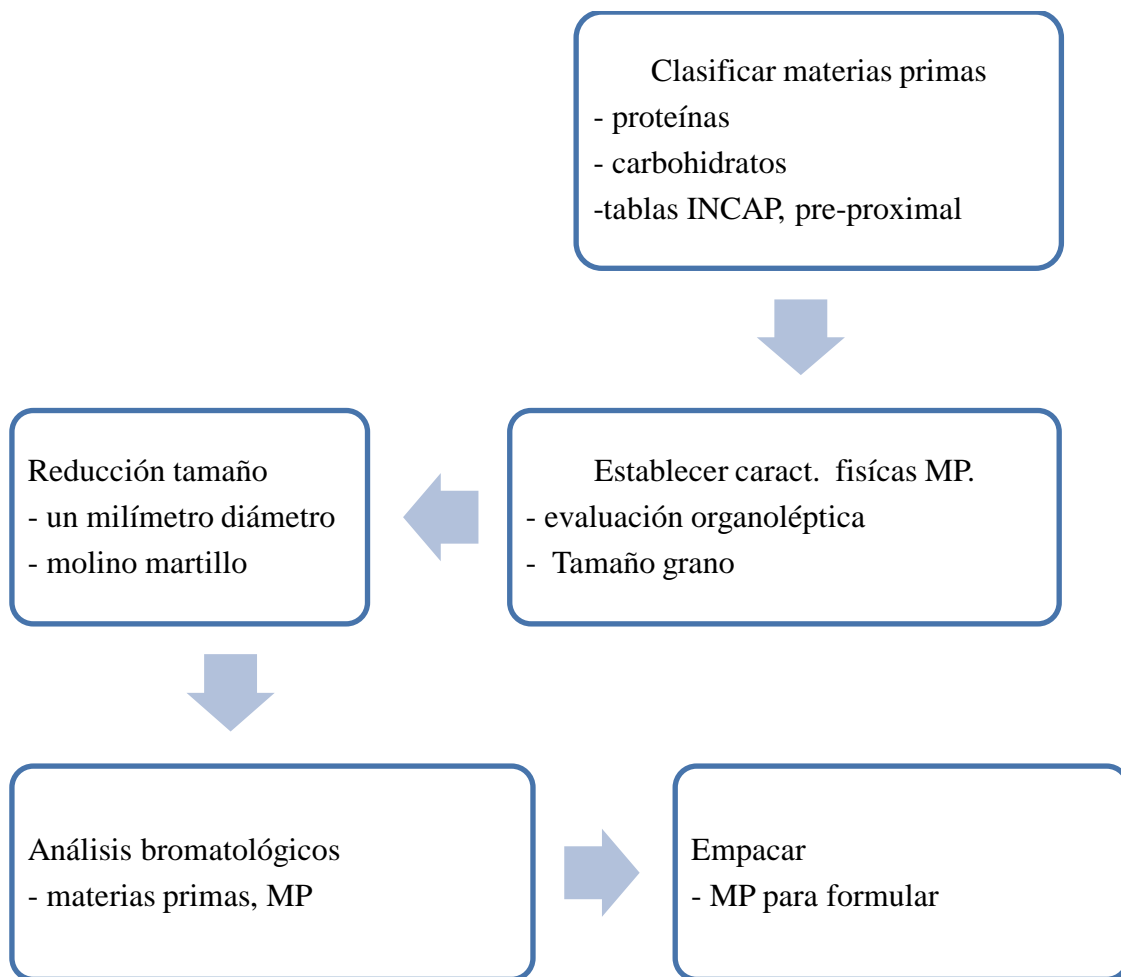 Clasificar materias primas
- proteínas
- carbohidratos
-tablas INCAP, pre-proximal
Establecer caract. fisícas MP.
- evaluación organoléptica
- Tamaño grano
Reducción tamaño
- un milímetro diámetro
- molino martillo
Análisis bromatológicos
- materias primas, MP
Empacar
- MP para formular